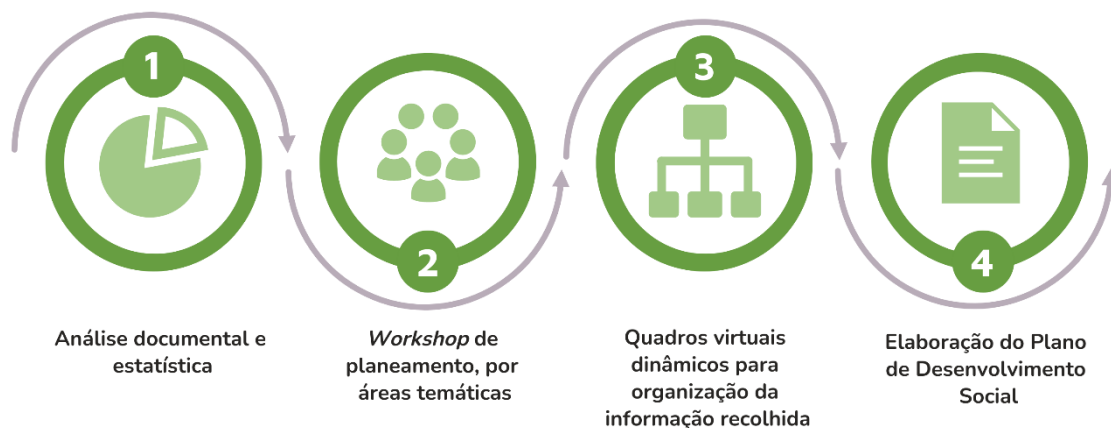 1
Análise documental e
estatística
2
Workshop de
planeamento, por
áreas temáticas
3
Quadros virtuais
dinâmicos para
organização da
informação recolhida
4
Elaboração do Plano
de Desenvolvimento
Social